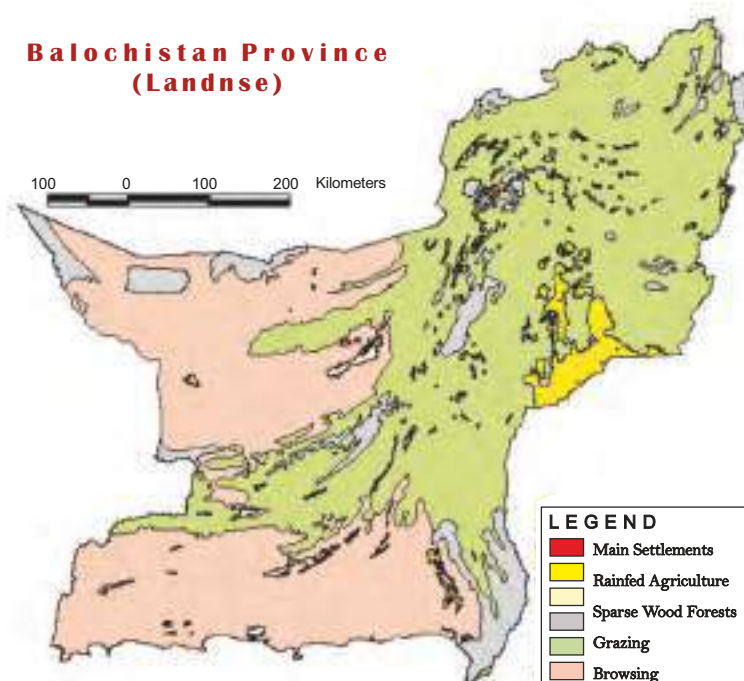 Balochistan Province
(Landnse)
100 0 100 200 Kilometers
LEGEND
Main Settlements
Rainfed Agriculture
Sparse Wood Forests
Grazing
Browsing